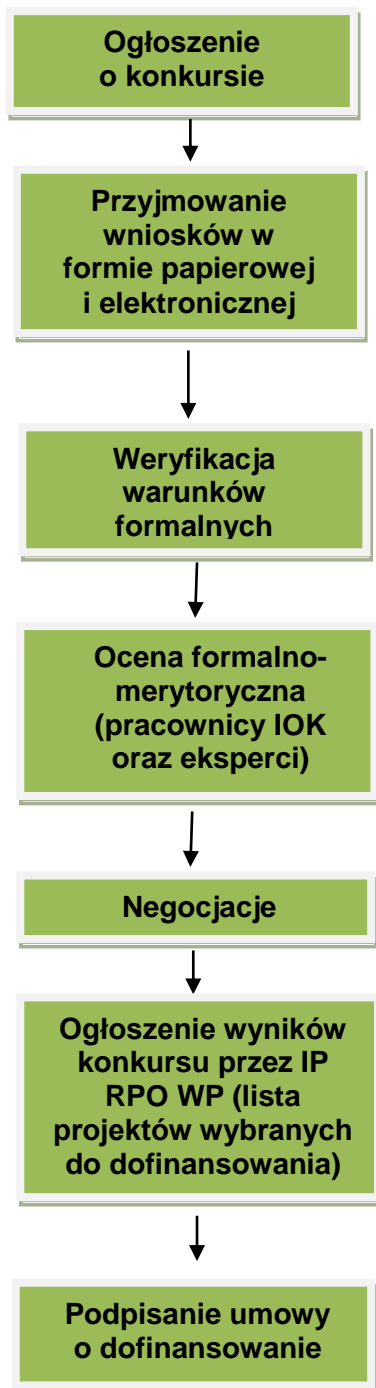 Ogłoszenie
o konkursie
Przyjmowanie
wniosków w
formie papierowej
i elektronicznej
Weryfikacja
warunków
formalnych
Ocena formalno-
merytoryczna
(pracownicy IOK
oraz eksperci)
Negocjacje
Ogłoszenie wyników
konkursu przez IP
RPO WP (lista
projektów wybranych
do dofinansowania)
Podpisanie umowy
o dofinansowanie